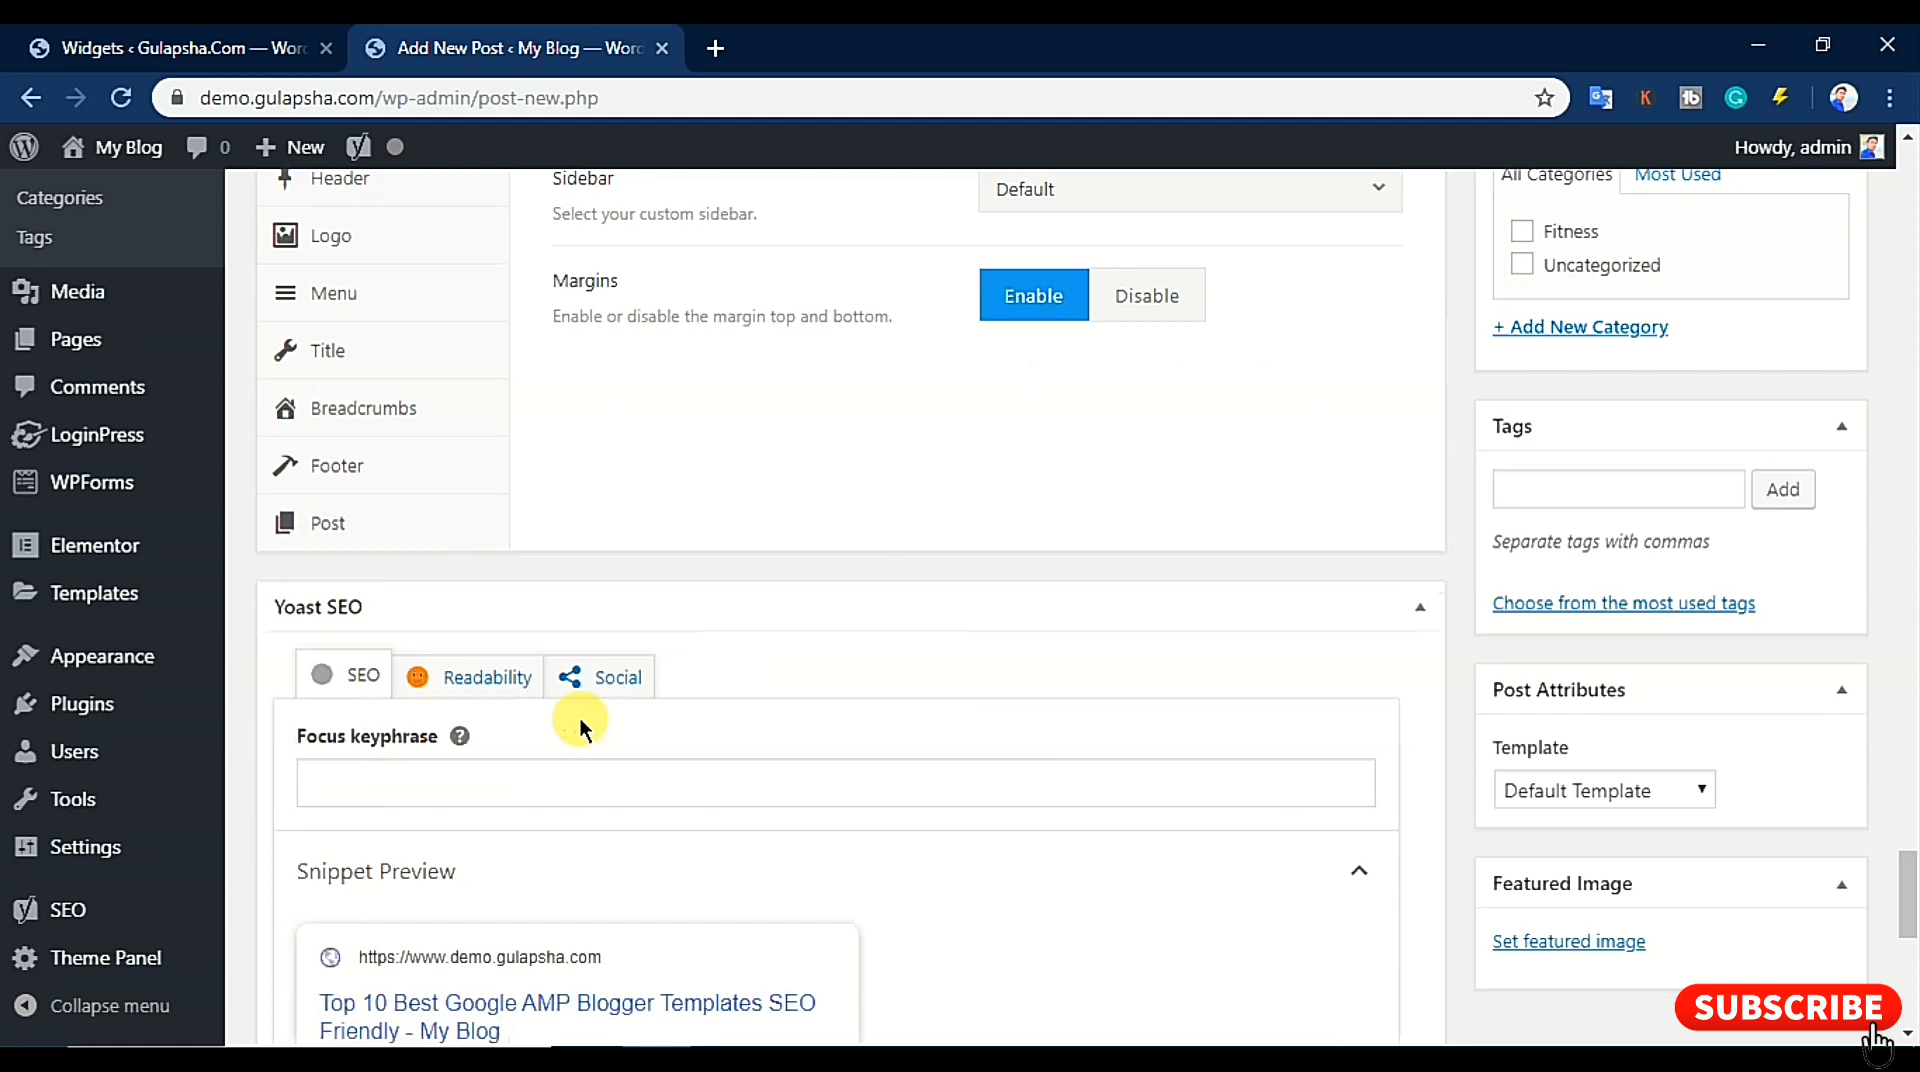 Widgets ‹ Gulapsha.Com — Wor
Add New Post ‹ My Blog — Word
demo.gulapsha.com/wp-admin/post-new.php
My Blog
0
New
Howdy, admin
Categories
Tags
Media
Pages
Comments
LoginPress
WPForms
Elementor
Templates
Appearance
Plugins
Users
Tools
Settings
SEO
Theme Panel
Collapse menu
Header
Logo
Menu
Title
Breadcrumbs
Footer
Post
Sidebar
Select your custom sidebar.
Default
Margins
Enable or disable the margin top and bottom.
Enable
Disable
Yoast SEO
SEO
Readability
Social
Focus keyphrase
Snippet Preview
https://www.demo.gulapsha.com
Top 10 Best Google AMP Blogger Templates SEO
Friendly - My Blog
All Categories
Most Used
Fitness
Uncategorized
+ Add New Category
Tags
Add
Separate tags with commas
Choose from the most used tags
Post Attributes
Template
Default Template
Featured Image
Set featured image
SUBSCRIBE